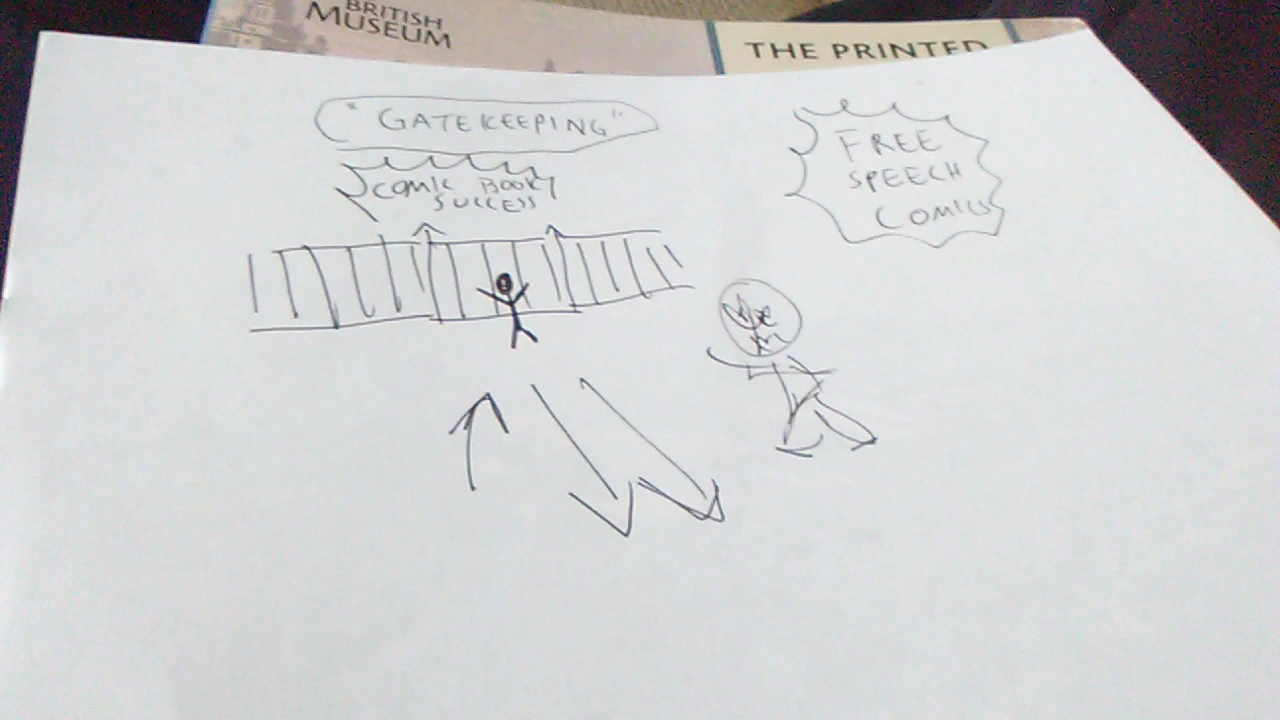 BRITISH
MUSEUM
THE PRINTED
"GATEKEEPING"
COMIC BOOK
SUCCESS
FREE
SPEECH
COMICS